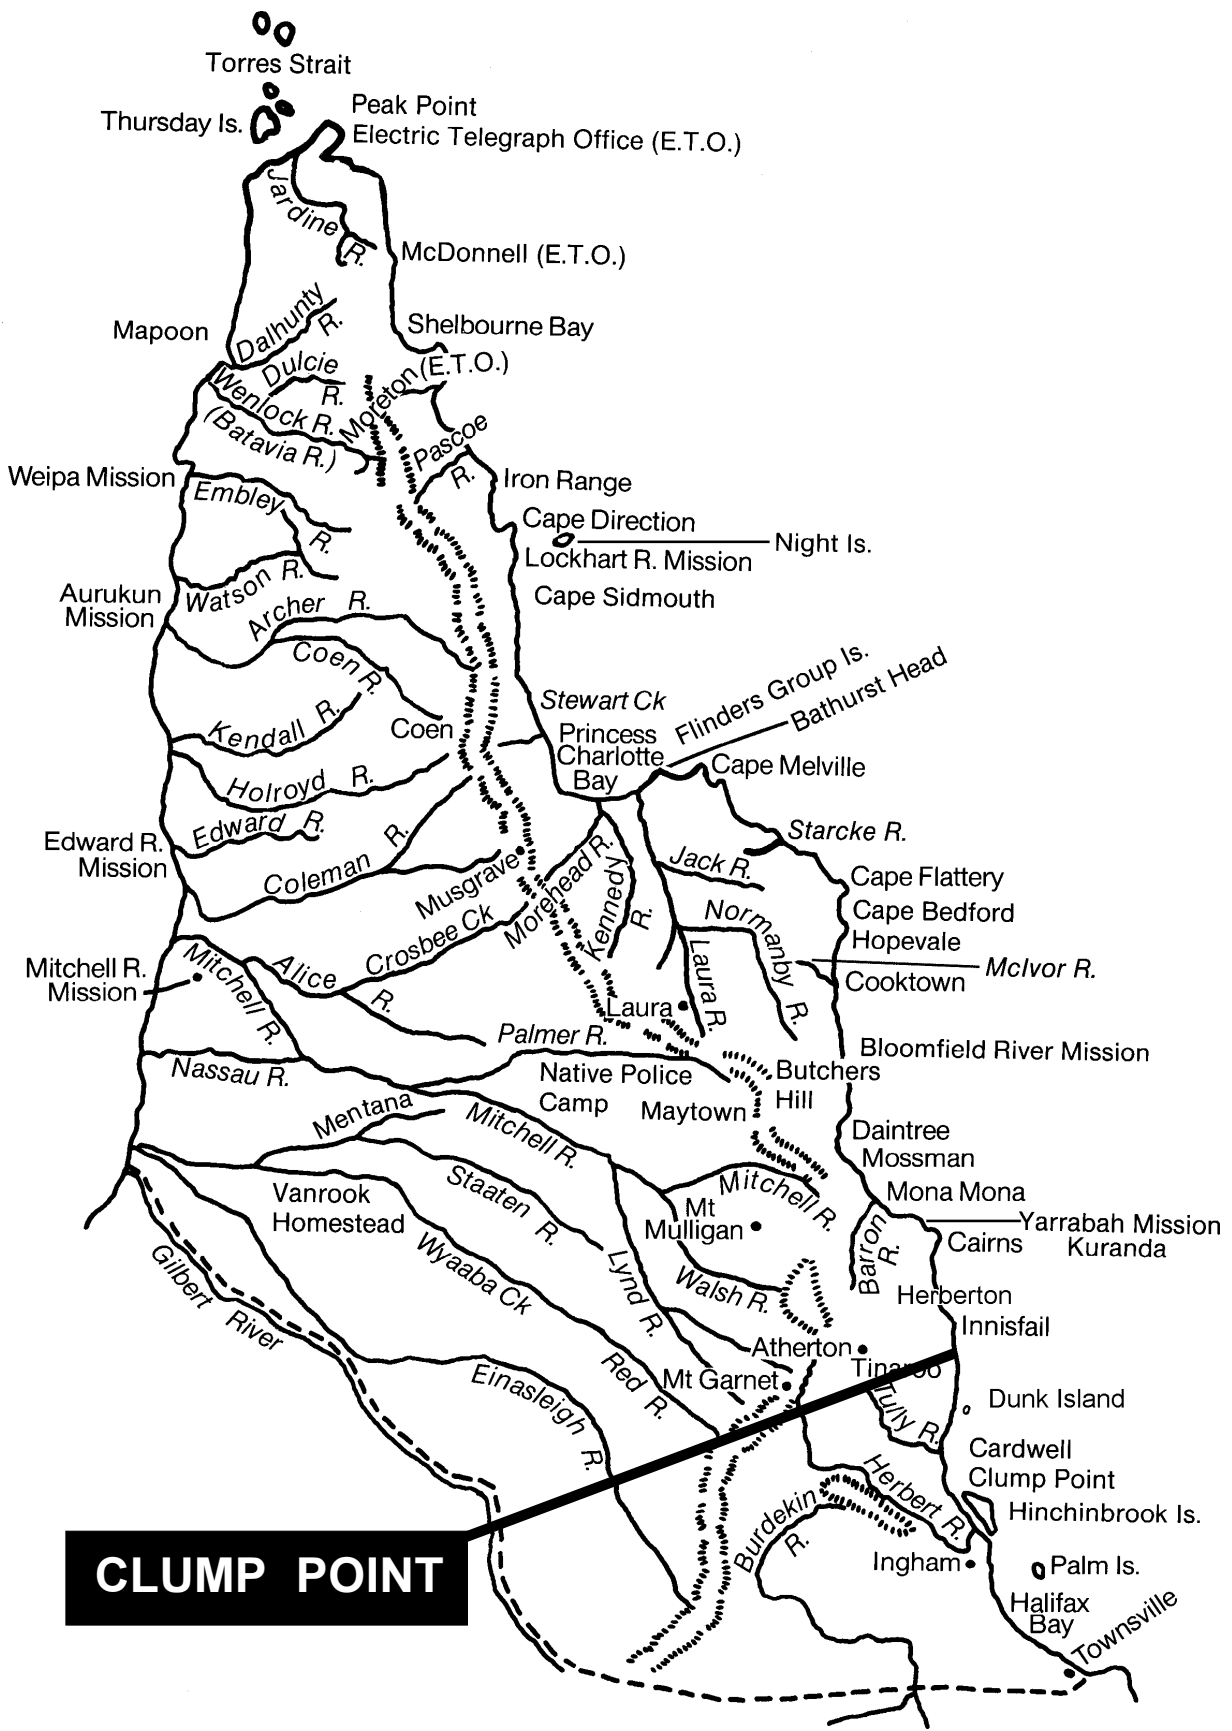 Torres Strait
Thursday Is.
Peak Point
Electric Telegraph Office (E.T.O.)
Jardine
R.
McDonnell (E.T.O.)
Mapoon
Dalhunty
R.
Shelbourne Bay
Dulcie
R.
Moreton (E.T.O.)
Wenlock R.
(Batavia R.)
Pascoe
R.
Weipa Mission
Embley
R.
Iron Range
Cape Direction
Night Is.
Lockhart R. Mission
Aurukun
Mission
Watson R.
Archer R.
Cape Sidmouth
Coen R.
Flinders Group Is.
Bathurst Head
Stewart Ck
Kendall R.
Coen
Princess
Charlotte
Bay
Cape Melville
Holroyd R.
Edward R.
Edward R.
Mission
Starcke R.
Coleman R.
Musgrave
Morehead R.
Kennedy
R.
Jack R.
Cape Flattery
Cape Bedford
Hopevale
Normanby
R.
Crosbee Ck
Mitchell R.
Mission
Mitchell R.
Alice
R.
McIvor R.
Cooktown
Laura
Laura R.
Palmer R.
Bloomfield River Mission
Nassau R.
Native Police
Camp
Maytown
Butchers
Hill
Mentana
Mitchell R.
Daintree
Mossman
Vanrook
Homestead
Staaten R.
Mitchell R.
Mona Mona
Mt
Mulligan
Yarrabah Mission
Kuranda
Cairns
Barron
R.
Gilbert
River
Wyaaba Ck
Lynd R.
Walsh R.
Herberton
Innisfail
Atherton
Tinaroo
Einasleigh
R.
Red R.
Mt Garnet
Tully R.
Dunk Island
Cardwell
Clump Point
Hinchinbrook Is.
Herbert R.
Burdekin
R.
CLUMP POINT
Ingham
Palm Is.
Halifax
Bay
Townsville